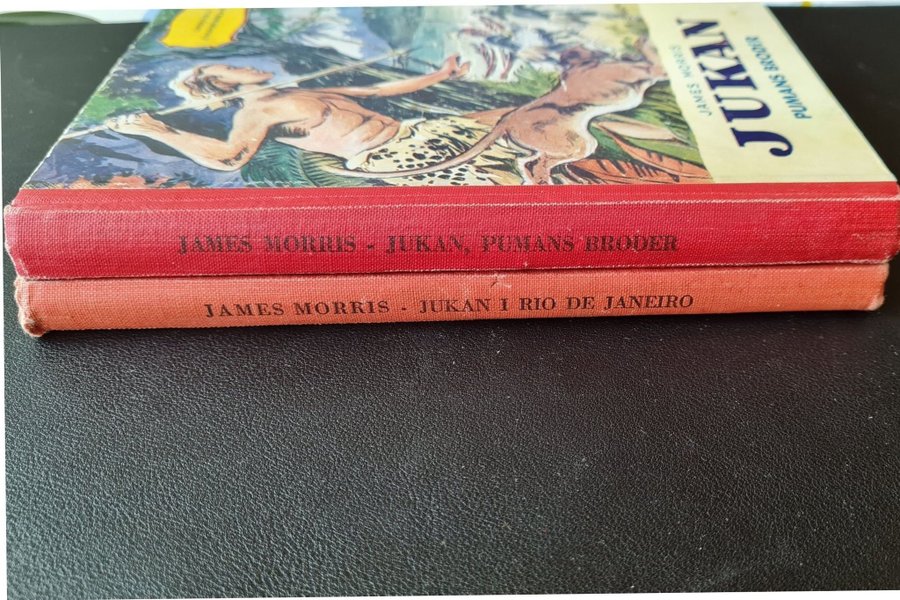 JAMES MORRIS
JUKAN
PUMANS BRODER
JAMES MORRIS - JUKAN, PUMANS BRODER
JAMES MORRIS - JUKAN I RIO DE JANEIRO